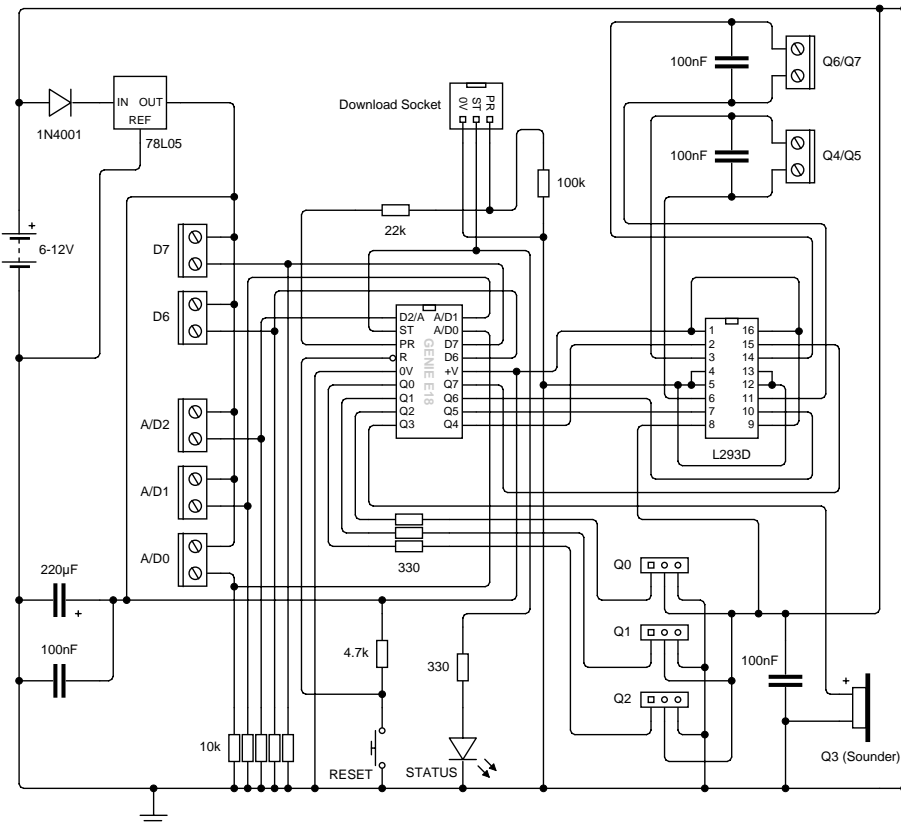 1N4001
IN OUT
REF
78L05
Download Socket
0V ST PR
100k
22k
100nF
Q6/Q7
100nF
Q4/Q5
+
6-12V
D7
D6
A/D2
A/D1
A/D0
D2/A A/D1
ST A/D0
PR D7
R D6
0V +V
Q0 Q7
Q1 Q6
Q2 Q5
Q3 Q4
GENIE E18
1 16
2 15
3 14
4 13
5 12
6 11
7 10
8 9
L293D
330
220µF
+
100nF
4.7k
330
10k
RESET
STATUS
Q0
Q1
Q2
100nF
+
Q3 (Sounder)